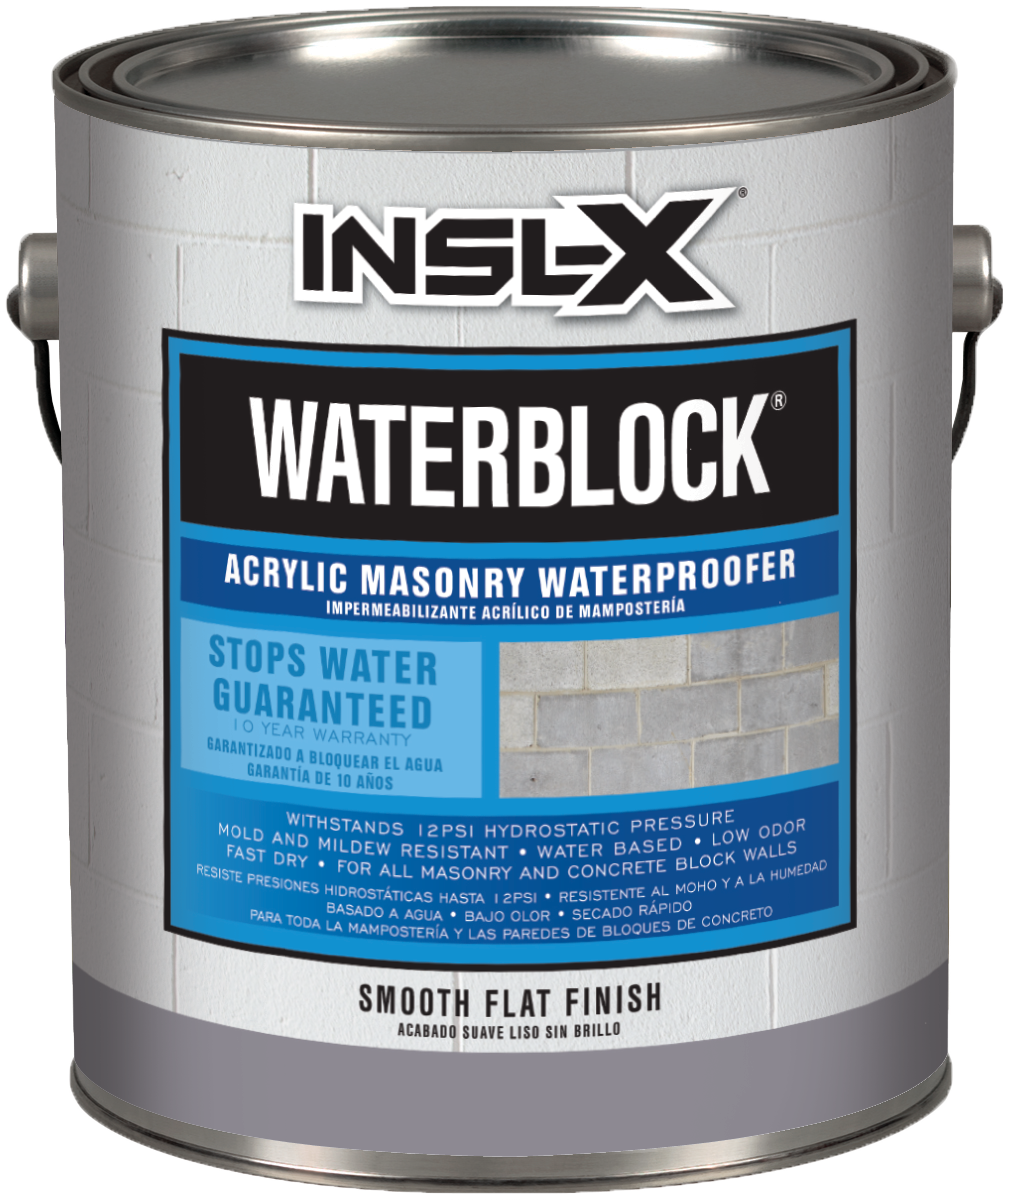 INSL-X®
WATERBLOCK®
ACRYLIC MASONRY WATERPROOFER
IMPERMEABILIZANTE ACRÍLICO DE MAMPOSTERÍA
STOPS WATER
GUARANTEED
10 YEAR WARRANTY
GARANTIZADO A BLOQUEAR EL AGUA
GARANTÍA DE 10 AÑOS
WITHSTANDS 12PSI HYDROSTATIC PRESSURE
MOLD AND MILDEW RESISTANT • WATER BASED • LOW ODOR
FAST DRY • FOR ALL MASONRY AND CONCRETE BLOCK WALLS
RESISTE PRESIONES HIDROSTÁTICAS HASTA 12PSI • RESISTENTE AL MOHO Y A LA HUMEDAD
BASADO A AGUA • BAJO OLOR • SECADO RÁPIDO
PARA TODA LA MAMPOSTERÍA Y LAS PAREDES DE BLOQUES DE CONCRETO
SMOOTH FLAT FINISH
ACABADO SUAVE LISO SIN BRILLO